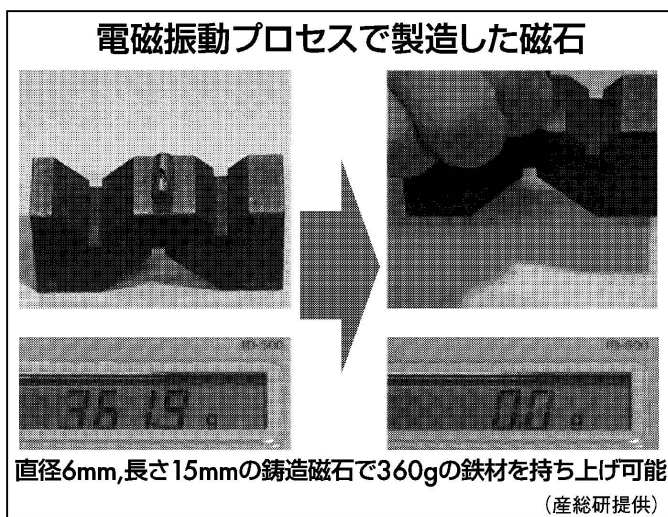 電磁振動プロセスで製造した磁石
361.9 g
0.0 g
直径6mm,長さ15mmの鋳造磁石で360gの鉄材を持ち上げ可能
（産総研提供）